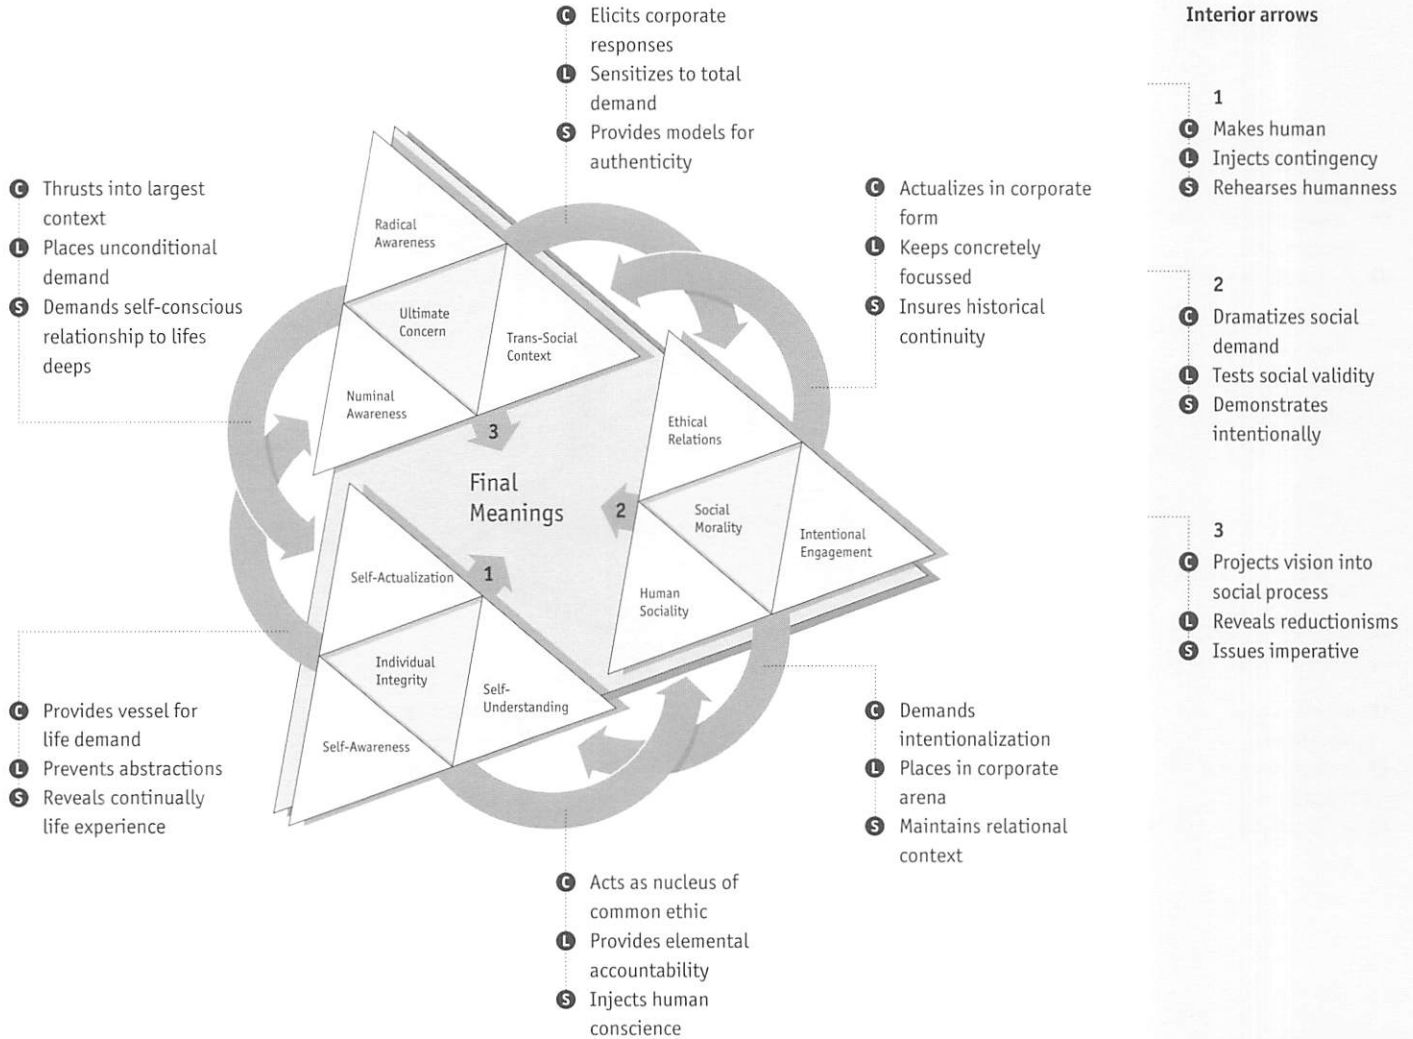 C Elicits corporate
responses
L Sensitizes to total
demand
S Provides models for
authenticity
C Thrusts into largest
context
L Places unconditional
demand
S Demands self-conscious
relationship to lifes
deeps
C Actualizes in corporate
form
L Keeps concretely
focussed
S Insures historical
continuity
Radical
Awareness
Ultimate
Concern
Trans-Social
Context
Numinal
Awareness
3
Final
Meanings
2
1
Ethical
Relations
Social
Morality
Intentional
Engagement
Human
Sociality
Self-Actualization
Individual
Integrity
Self-
Understanding
Self-Awareness
C Provides vessel for
life demand
L Prevents abstractions
S Reveals continually
life experience
C Demands
intentionalization
L Places in corporate
arena
S Maintains relational
context
C Acts as nucleus of
common ethic
L Provides elemental
accountability
S Injects human
conscience
Interior arrows
1
C Makes human
L Injects contingency
S Rehearses humanness
2
C Dramatizes social
demand
L Tests social validity
S Demonstrates
intentionally
3
C Projects vision into
social process
L Reveals reductionisms
S Issues imperative